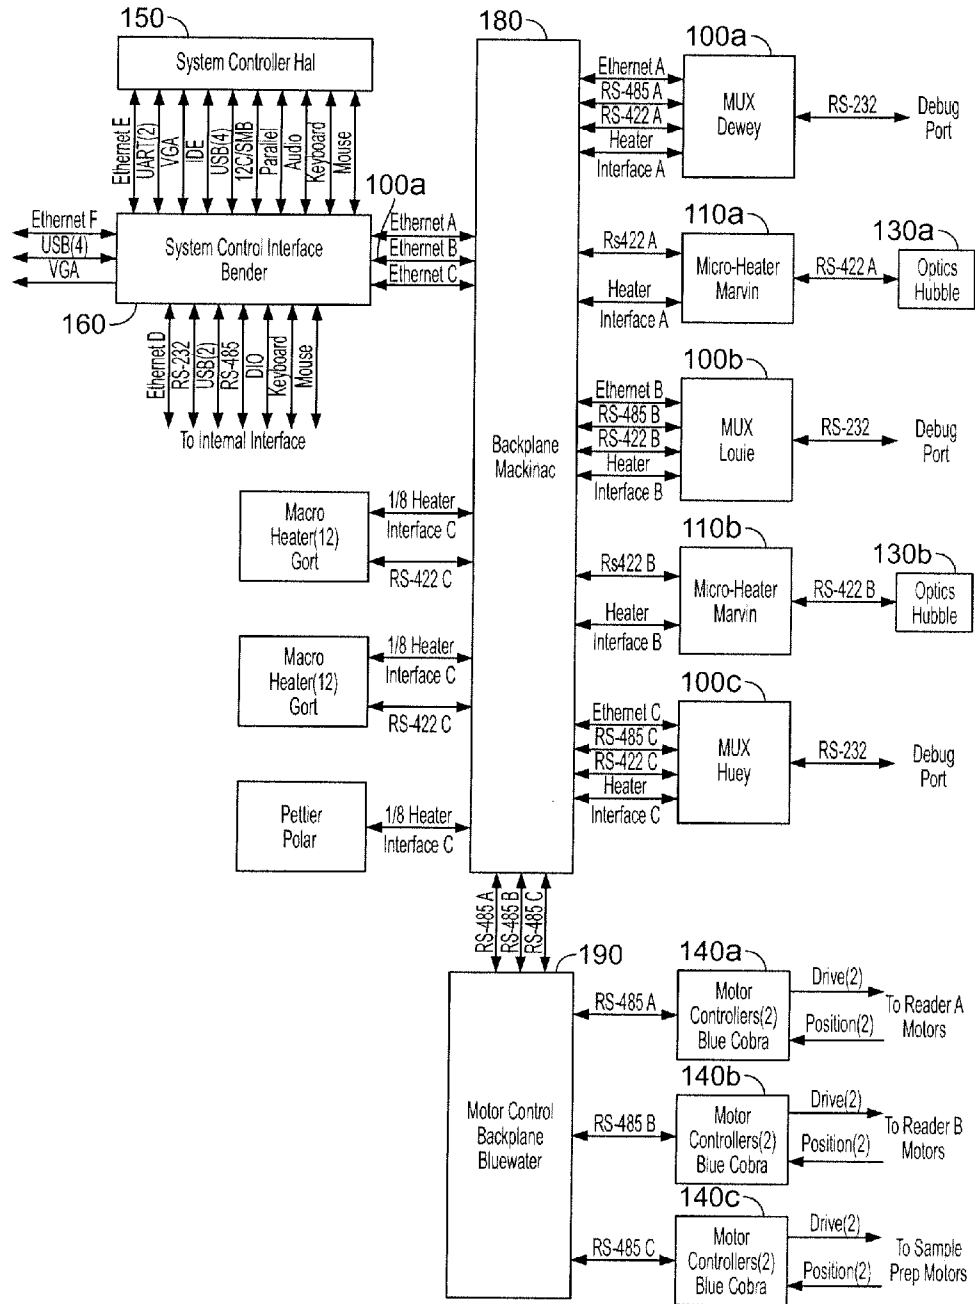 150
System Controller Hal
Ethernet E
UART(2)
VGA
IDE
USB(4)
12C/SMB
Parallel
Audio
Keyboard
Mouse
100a
Ethernet F
USB(4)
VGA
System Control Interface
Bender
Ethernet A
Ethernet B
Ethernet C
160
Ethernet D
RS-232
USB(2)
RS-485
DIO
Keyboard
Mouse
To Internal Interface
Macro
Heater(12)
Gort
1/8 Heater
Interface C
RS-422 C
Macro
Heater(12)
Gort
1/8 Heater
Interface C
RS-422 C
Pettier
Polar
1/8 Heater
Interface C
180
Backplane
Mackinac
Ethernet A
RS-485 A
RS-422 A
Heater
Interface A
100a
MUX
Dewey
RS-232
Debug
Port
Rs422 A
Heater
Interface A
110a
Micro-Heater
Marvin
RS-422 A
130a
Optics
Hubble
Ethernet B
RS-485 B
RS-422 B
Heater
Interface B
100b
MUX
Louie
RS-232
Debug
Port
Rs422 B
Heater
Interface B
110b
Micro-Heater
Marvin
RS-422 B
130b
Optics
Hubble
Ethernet C
RS-485 C
RS-422 C
Heater
Interface C
100c
MUX
Huey
RS-232
Debug
Port
RS-485 A
RS-485 B
RS-485 C
190
Motor Control
Backplane
Bluewater
RS-485 A
140a
Motor
Controllers(2)
Blue Cobra
Drive(2)
Position(2)
To Reader A
Motors
RS-485 B
140b
Motor
Controllers(2)
Blue Cobra
Drive(2)
Position(2)
To Reader B
Motors
RS-485 C
140c
Motor
Controllers(2)
Blue Cobra
Drive(2)
Position(2)
To Sample
Prep Motors